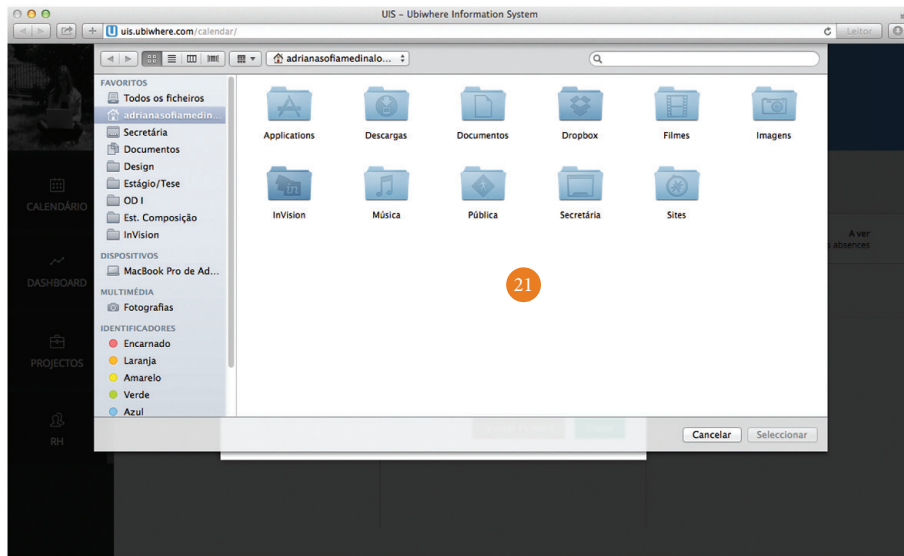 UIS – Ubiwhere Information System
uis.ubiwhere.com/calendar/
Leitor
adrianasofiamedinalo...
FAVORITOS
Todos os ficheiros
adrianasofiamedin...
Secretária
Documentos
Design
Estágio/Tese
OD I
Est. Composição
InVision
DISPOSITIVOS
MacBook Pro de Ad...
MULTIMÉDIA
Fotografias
IDENTIFICADORES
Encarnado
Laranja
Amarelo
Verde
Azul
Applications
Descargas
Documentos
Dropbox
Filmes
Imagens
InVision
Música
Pública
Secretária
Sites
21
Cancelar
Seleccionar
CALENDÁRIO
DASHBOARD
PROJECTOS
RH
A ver
absences